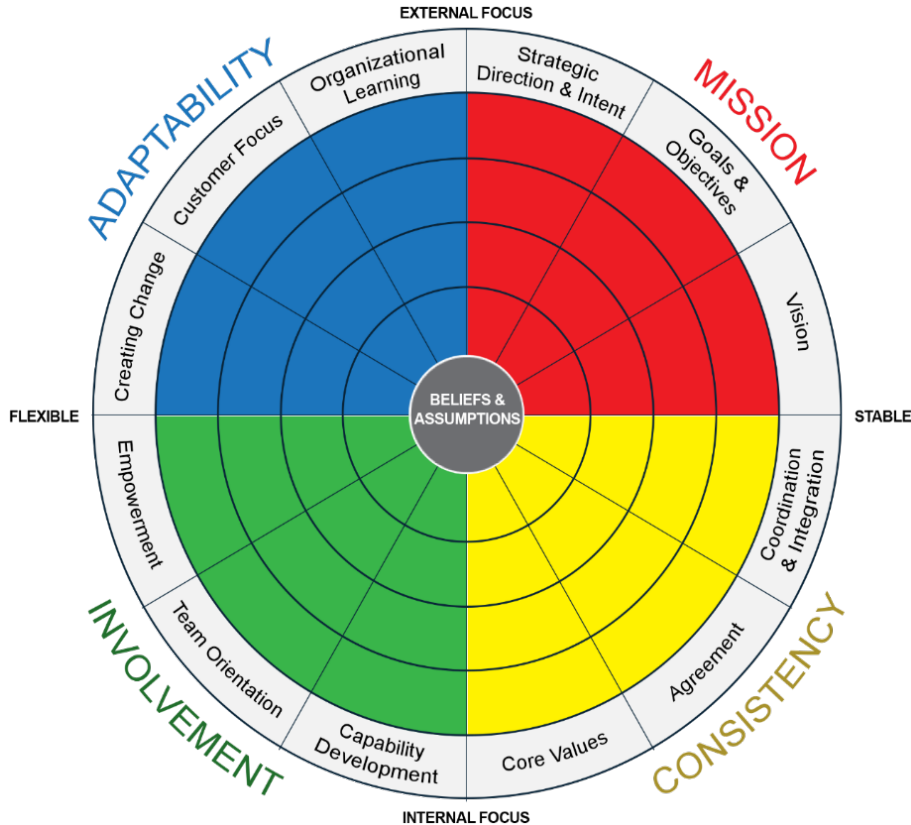 EXTERNAL FOCUS
ADAPTABILITY
MISSION
Organizational
Learning
Strategic
Direction & Intent
Customer Focus
Goals &
Objectives
Creating Change
Vision
FLEXIBLE
BELIEFS &
ASSUMPTIONS
STABLE
Empowerment
Coordination
& Integration
Team Orientation
Agreement
Capability
Development
Core Values
INVOLVEMENT
CONSISTENCY
INTERNAL FOCUS